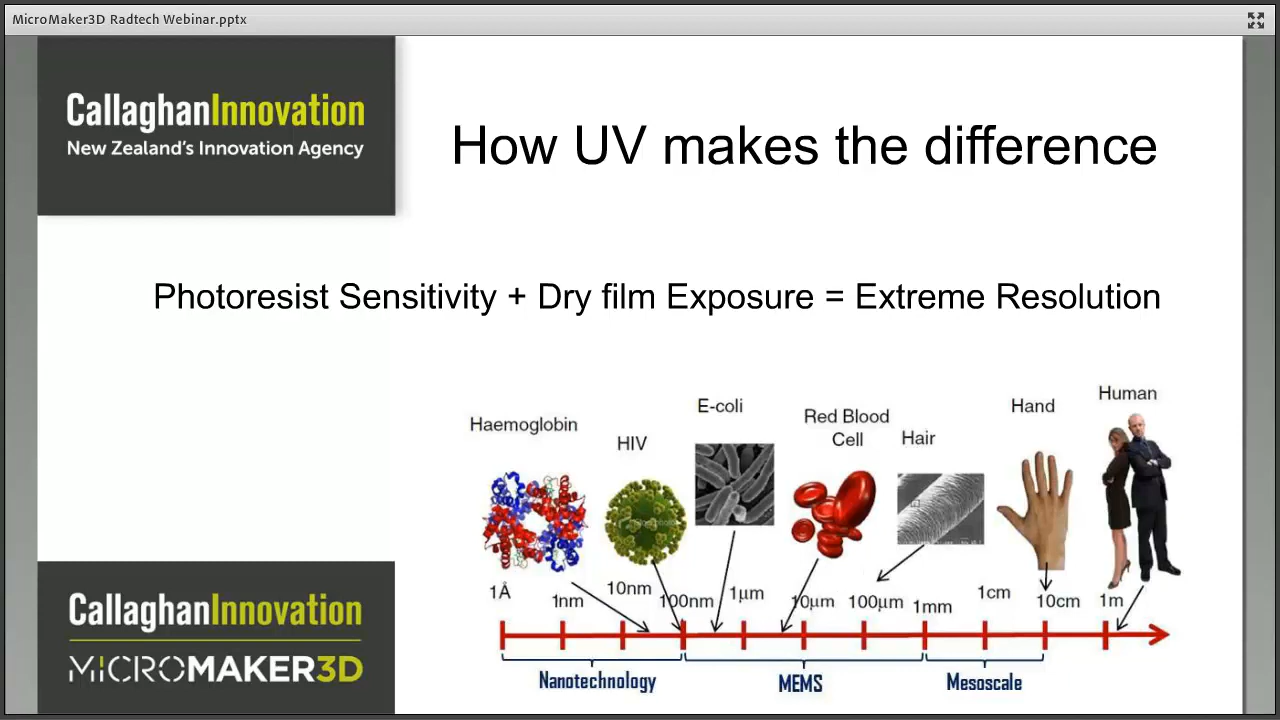 MicroMaker3D Radtech Webinar.pptx
CallaghanInnovation
New Zealand's Innovation Agency
How UV makes the difference
Photoresist Sensitivity + Dry film Exposure = Extreme Resolution
Haemoglobin
HIV
E-coli
Red Blood
Cell
Hair
Hand
Human
1Å
1nm
10nm
100nm
1µm
10µm
100µm
1mm
1cm
10cm
1m
Nanotechnology
MEMS
Mesoscale
CallaghanInnovation
MICROMAKER3D